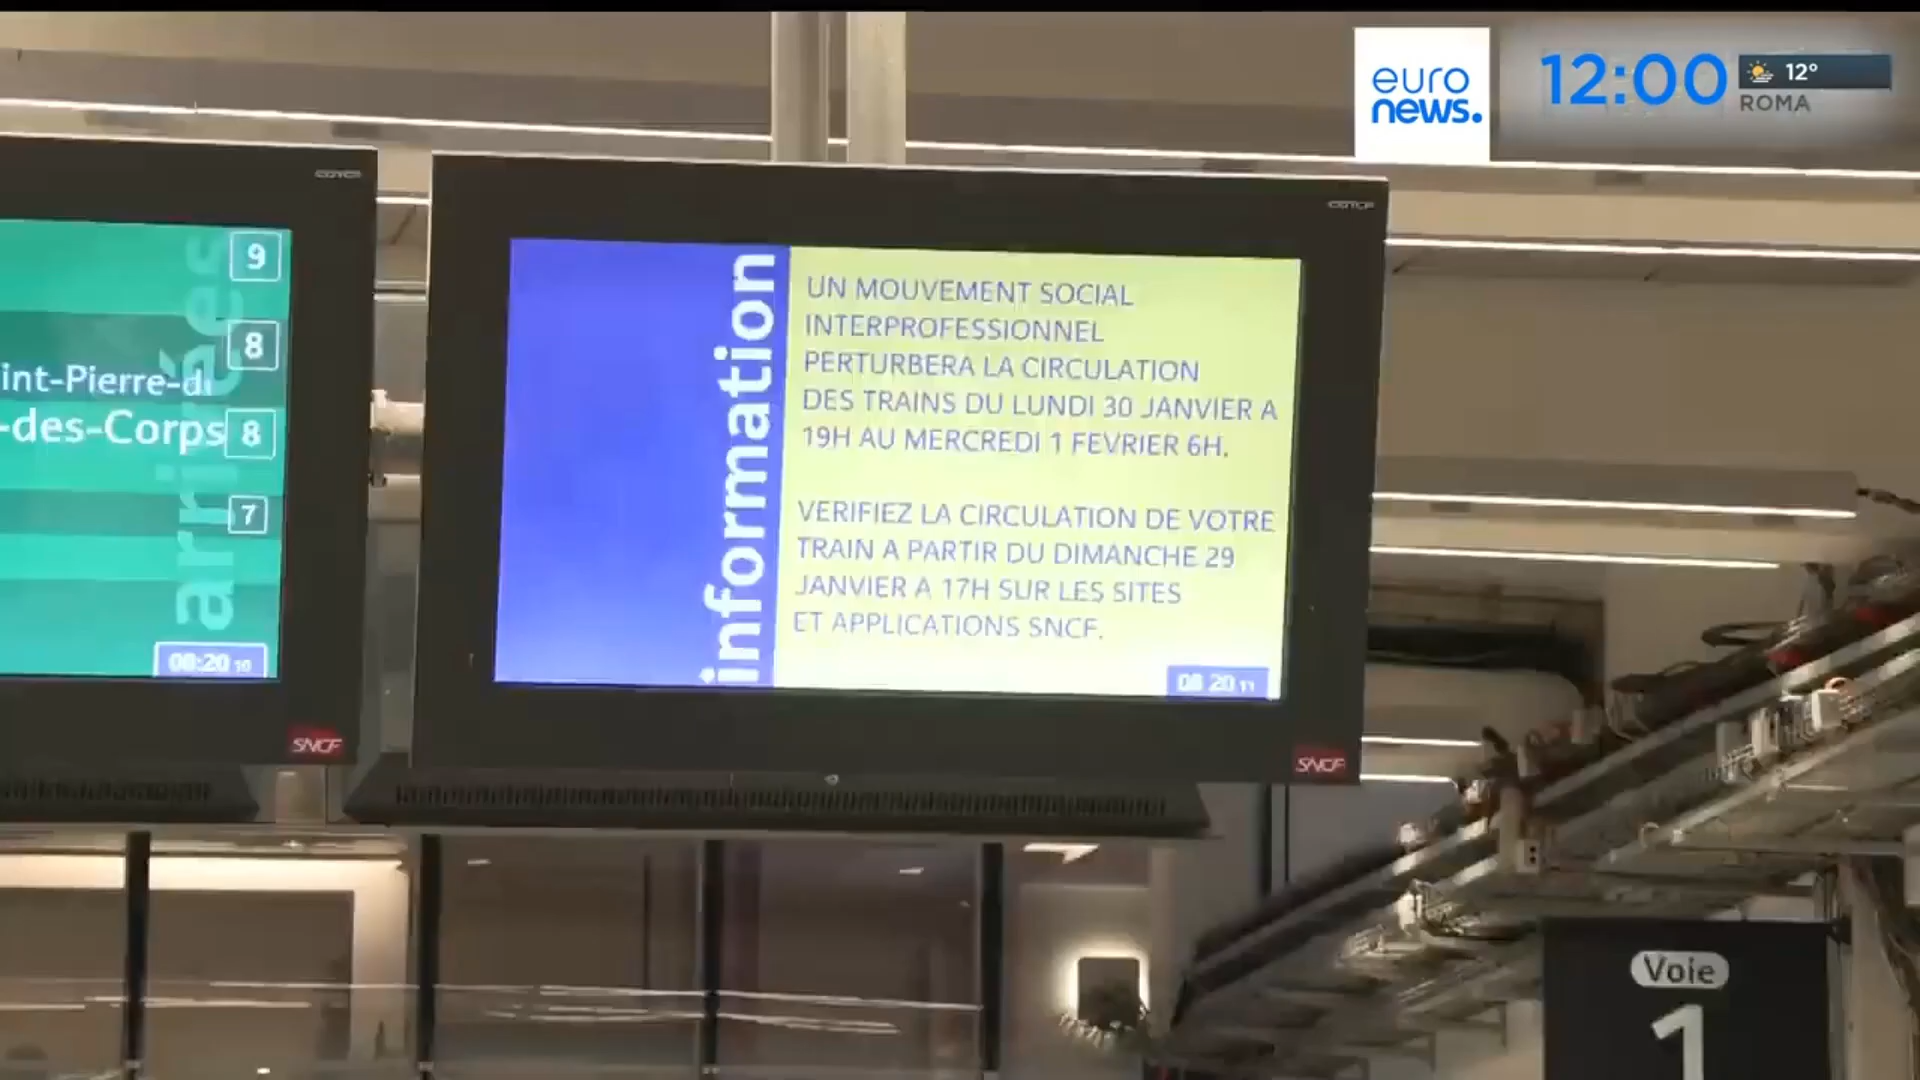 euro
news.
12:00
12°
ROMA
9
8
int-Pierre-d
-des-Corps
8
7
arrivées
08:20 10
SNCF
information
UN MOUVEMENT SOCIAL
INTERPROFESSIONNEL
PERTURBERA LA CIRCULATION
DES TRAINS DU LUNDI 30 JANVIER A
19H AU MERCREDI 1 FEVRIER 6H.
VERIFIEZ LA CIRCULATION DE VOTRE
TRAIN A PARTIR DU DIMANCHE 29
JANVIER A 17H SUR LES SITES
ET APPLICATIONS SNCF.
08 20 11
SNCF
Voie
1